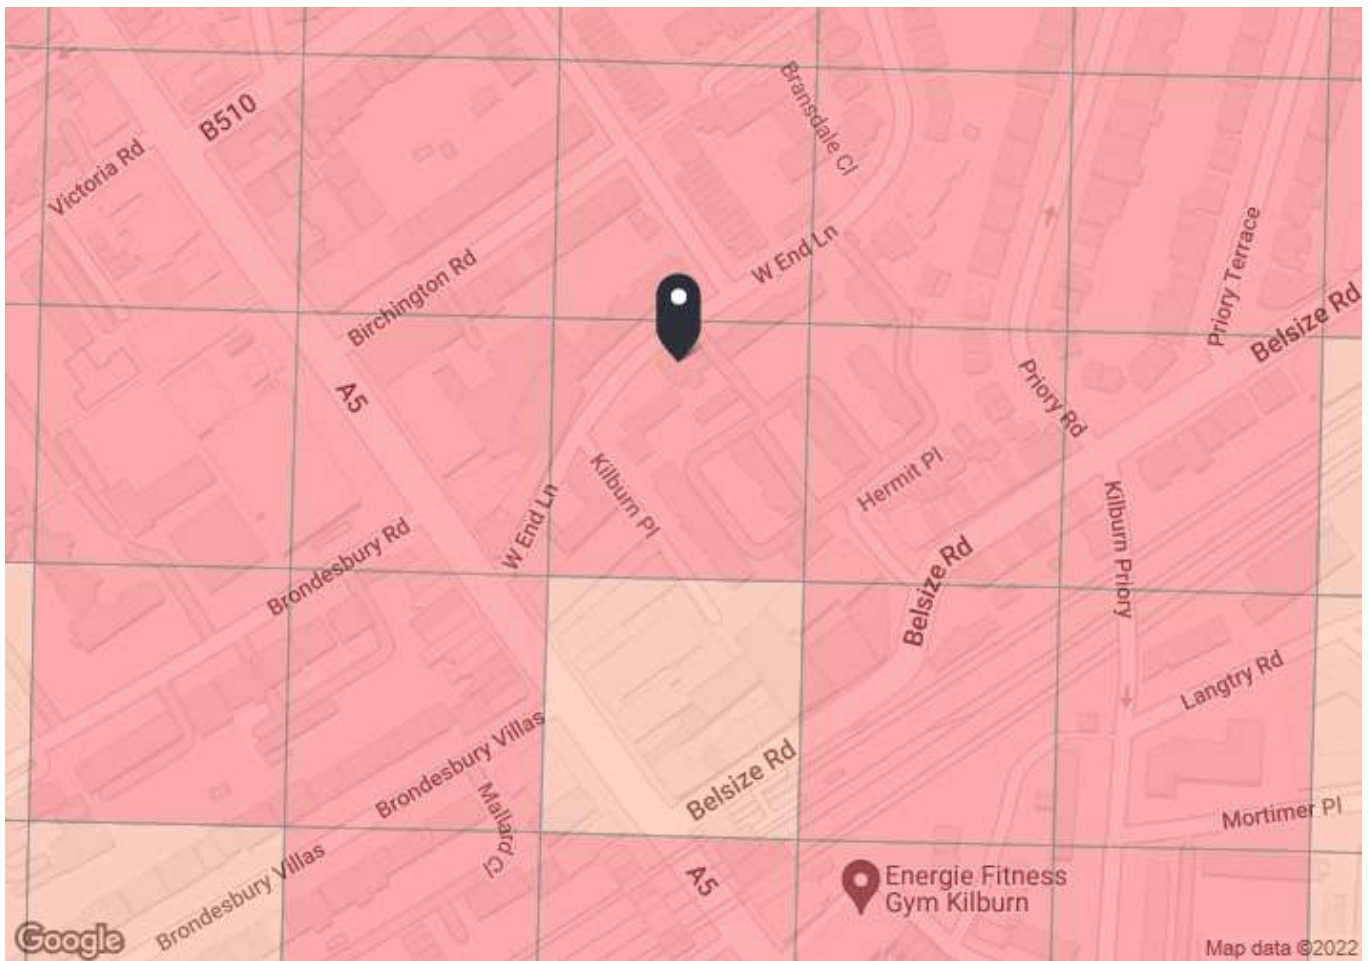 Bransdale Cl
B510
Victoria Rd
W End Ln
Priory Terrace
Birchington Rd
Belsize Rd
A5
Priory Rd
Kilburn Pl
Hermit Pl
W End Ln
Kilburn Priory
Brondesbury Rd
Belsize Rd
Langtry Rd
Brondesbury Villas
Belsize Rd
Mallard Cl
Mortimer Pl
Brondesbury Villas
A5
Energie Fitness
Gym Kilburn
Google
Map data ©2022